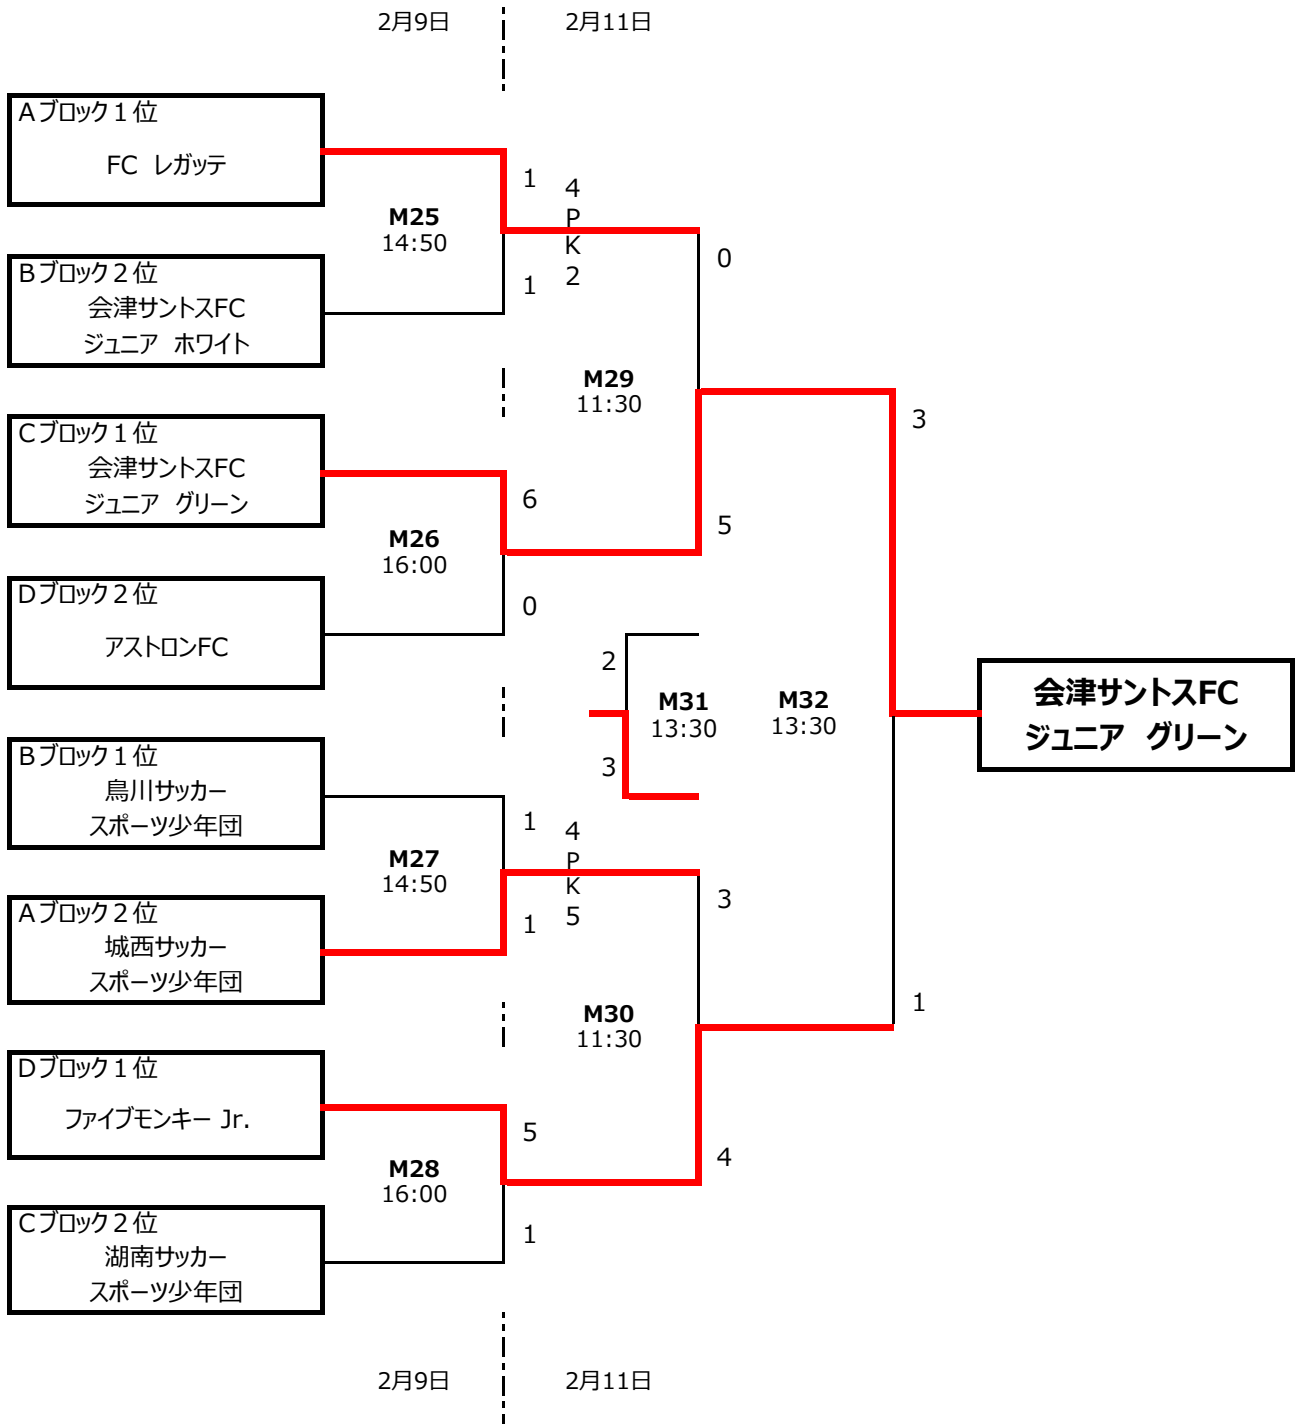 2月9日
2月11日
Aブロック１位
FC レガッテ
1
4
P
K
2
M25
14:50
0
Bブロック２位
1
会津サントスFC
ジュニア ホワイト
M29
11:30
Cブロック１位
会津サントスFC
ジュニア グリーン
3
6
5
M26
16:00
Dブロック２位
0
アストロンFC
2
M31
13:30
M32
13:30
会津サントスFC
ジュニア グリーン
Bブロック１位
3
鳥川サッカー
スポーツ少年団
1
4
P
K
5
M27
14:50
3
Aブロック２位
1
城西サッカー
スポーツ少年団
1
M30
11:30
Dブロック１位
ファイブモンキー Jr.
5
4
M28
16:00
Cブロック２位
1
湖南サッカー
スポーツ少年団
2月9日
2月11日